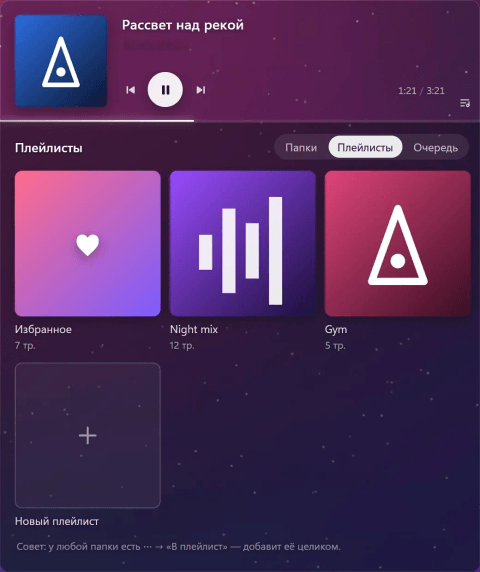 Рассвет над рекой
1:21 / 3:21
Плейлисты
Папки Плейлисты Очередь
Избранное
7 тр.
Night mix
12 тр.
Gym
5 тр.
Новый плейлист
Совет: у любой папки есть ··· → «В плейлист» — добавит её целиком.